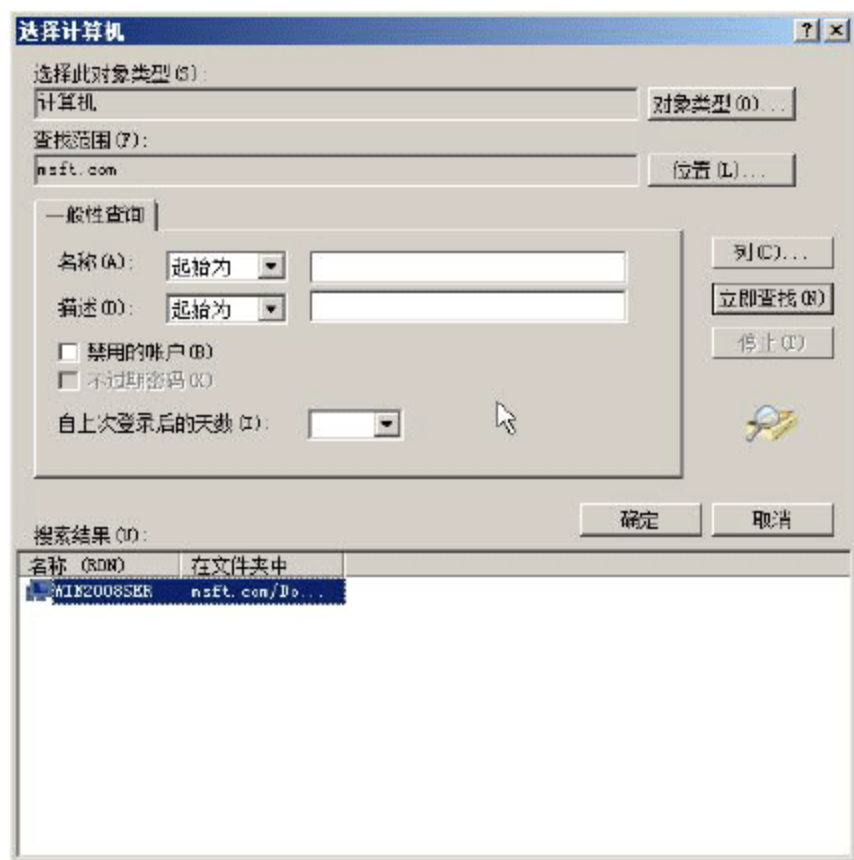 选择计算机
选择此对象类型(S):
计算机
对象类型(O)...
查找范围(F):
msft.com
位置(L)...
一般性查询
名称(A): 起始为
描述(D): 起始为
禁用的帐户(B)
不过期密码(X)
自上次登录后的天数(I):
列(C)...
立即查找(N)
停止(T)
确定 取消
搜索结果(U):
名称 (RDN) 在文件夹中
WIN2008SER msft.com/Do...